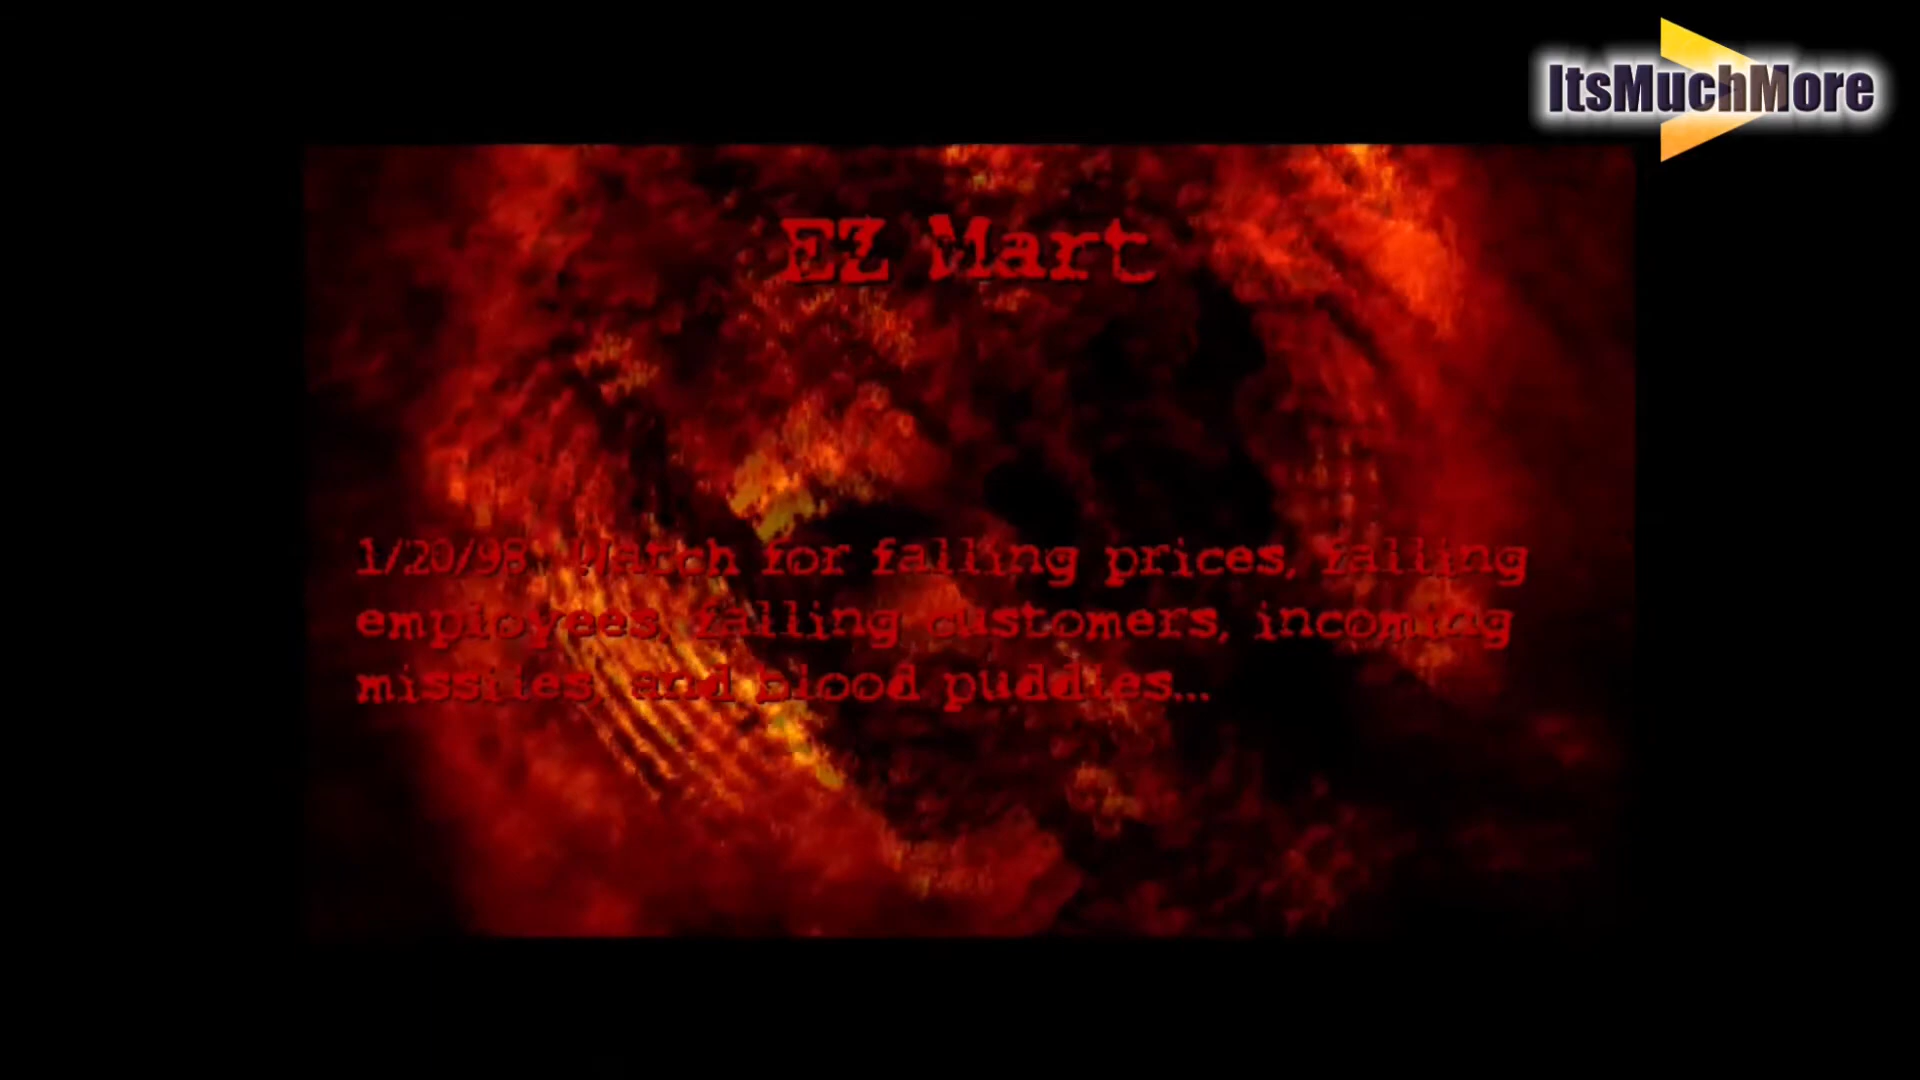 ItsMuchMore
EZ Mart
1/20/98 Watch for falling prices, falling
employees, falling customers, incoming
missiles, and blood puddles...